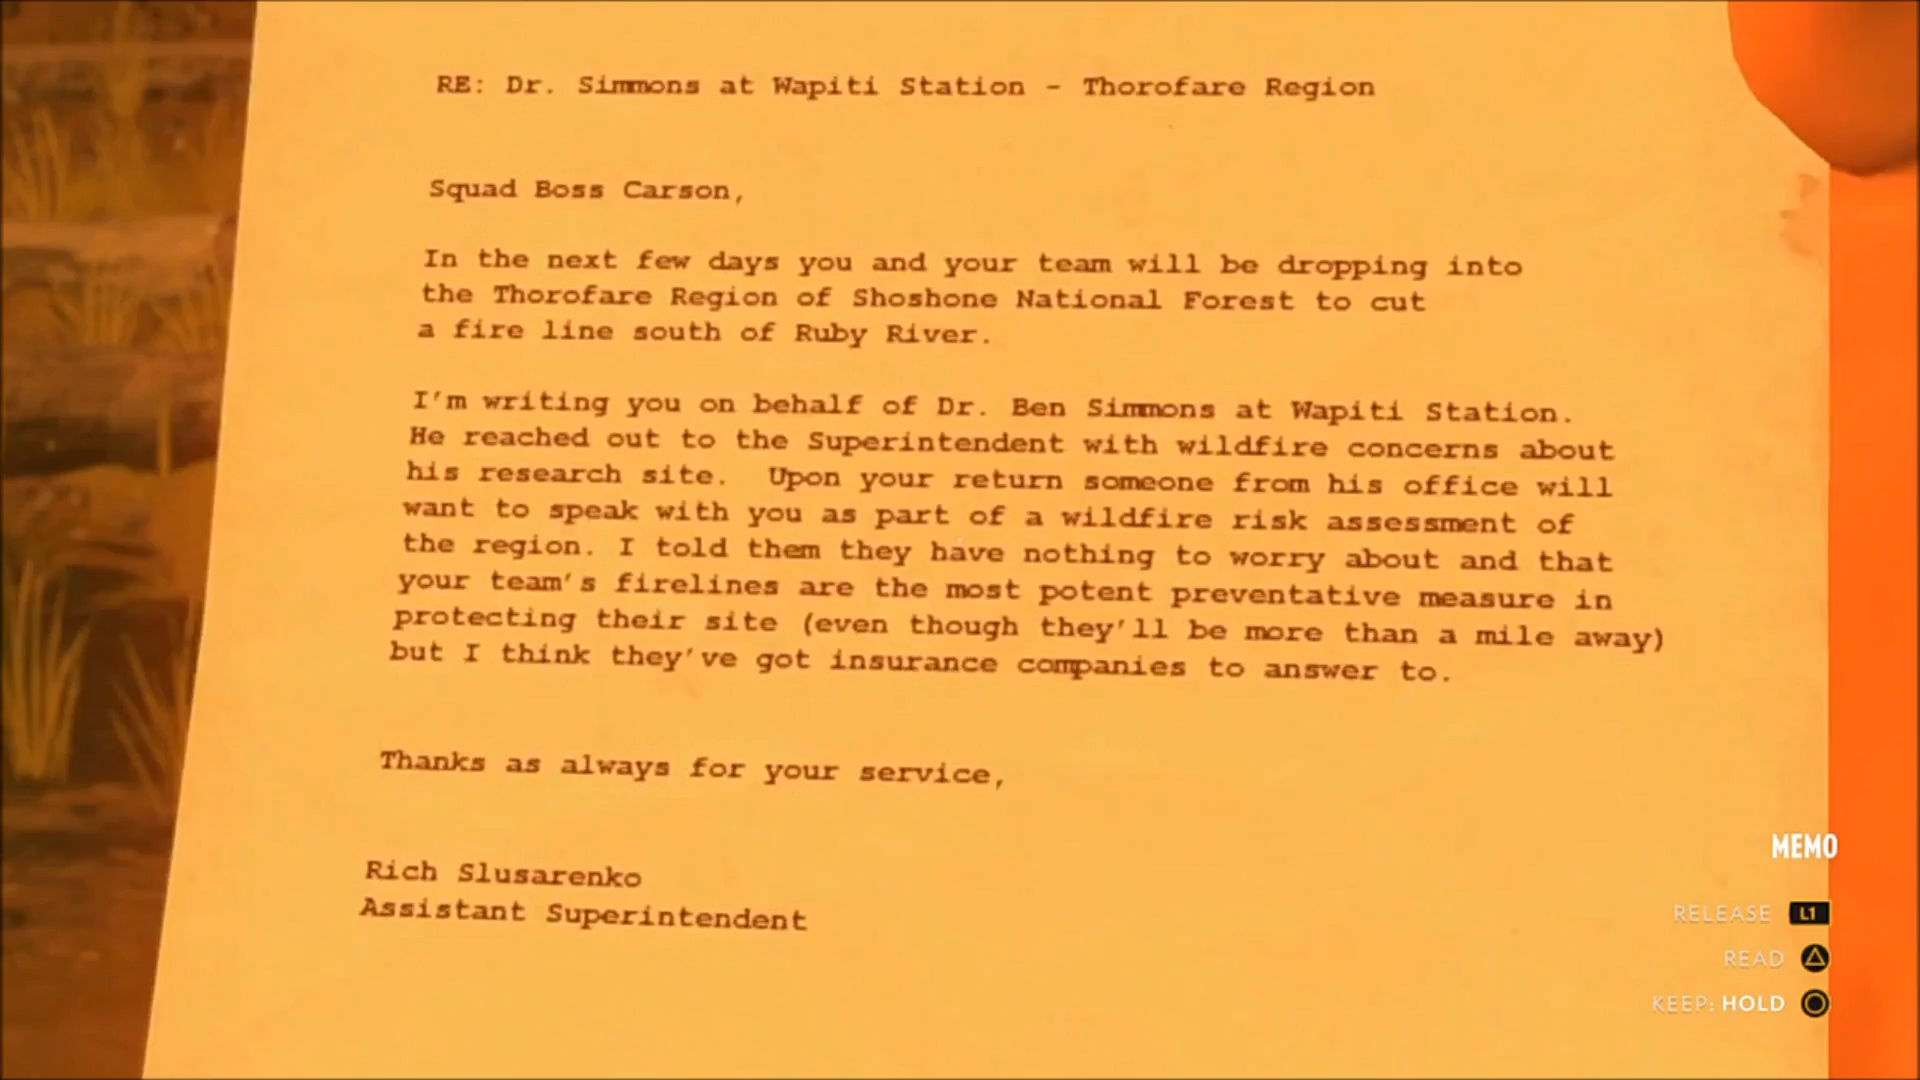 RE: Dr. Simmons at Wapiti Station - Thorofare Region
Squad Boss Carson,
In the next few days you and your team will be dropping into
the Thorofare Region of Shoshone National Forest to cut
a fire line south of Ruby River.
I'm writing you on behalf of Dr. Ben Simmons at Wapiti Station.
He reached out to the Superintendent with wildfire concerns about
his research site. Upon your return someone from his office will
want to speak with you as part of a wildfire risk assessment of
the region. I told them they have nothing to worry about and that
your team's firelines are the most potent preventative measure in
protecting their site (even though they'll be more than a mile away)
but I think they've got insurance companies to answer to.
Thanks as always for your service,
Rich Slusarenko
Assistant Superintendent
MEMO
RELEASE L1
READ
KEEP: HOLD